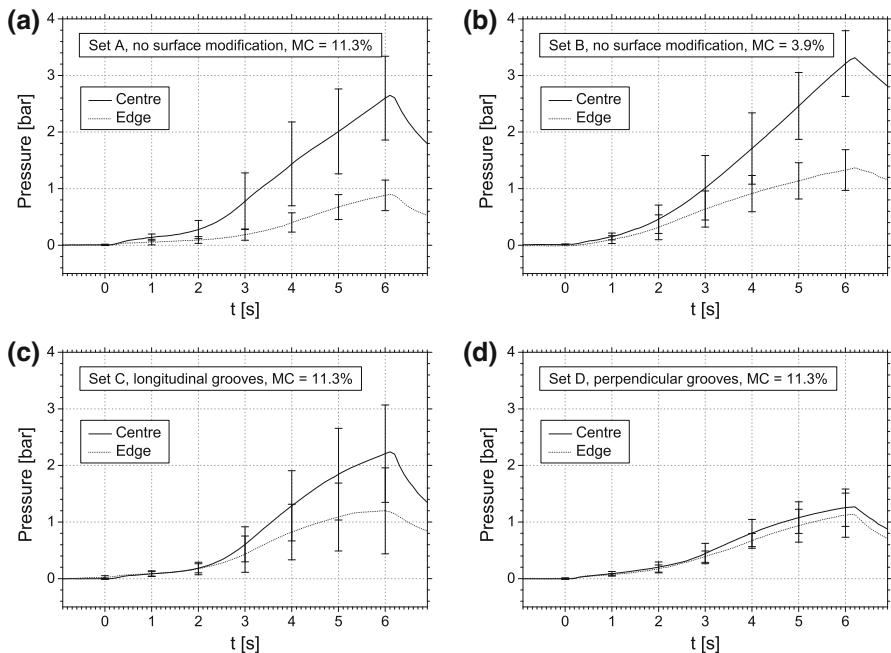 (a)
Set A, no surface modification, MC = 11.3%
Centre
Edge
Pressure [bar]
4
3
2
1
0
0 1 2 3 4 5 6
t [s]
(b)
Set B, no surface modification, MC = 3.9%
Centre
Edge
Pressure [bar]
4
3
2
1
0
0 1 2 3 4 5 6
t [s]
(c)
Set C, longitudinal grooves, MC = 11.3%
Centre
Edge
Pressure [bar]
4
3
2
1
0
0 1 2 3 4 5 6
t [s]
(d)
Set D, perpendicular grooves, MC = 11.3%
Centre
Edge
Pressure [bar]
4
3
2
1
0
0 1 2 3 4 5 6
t [s]